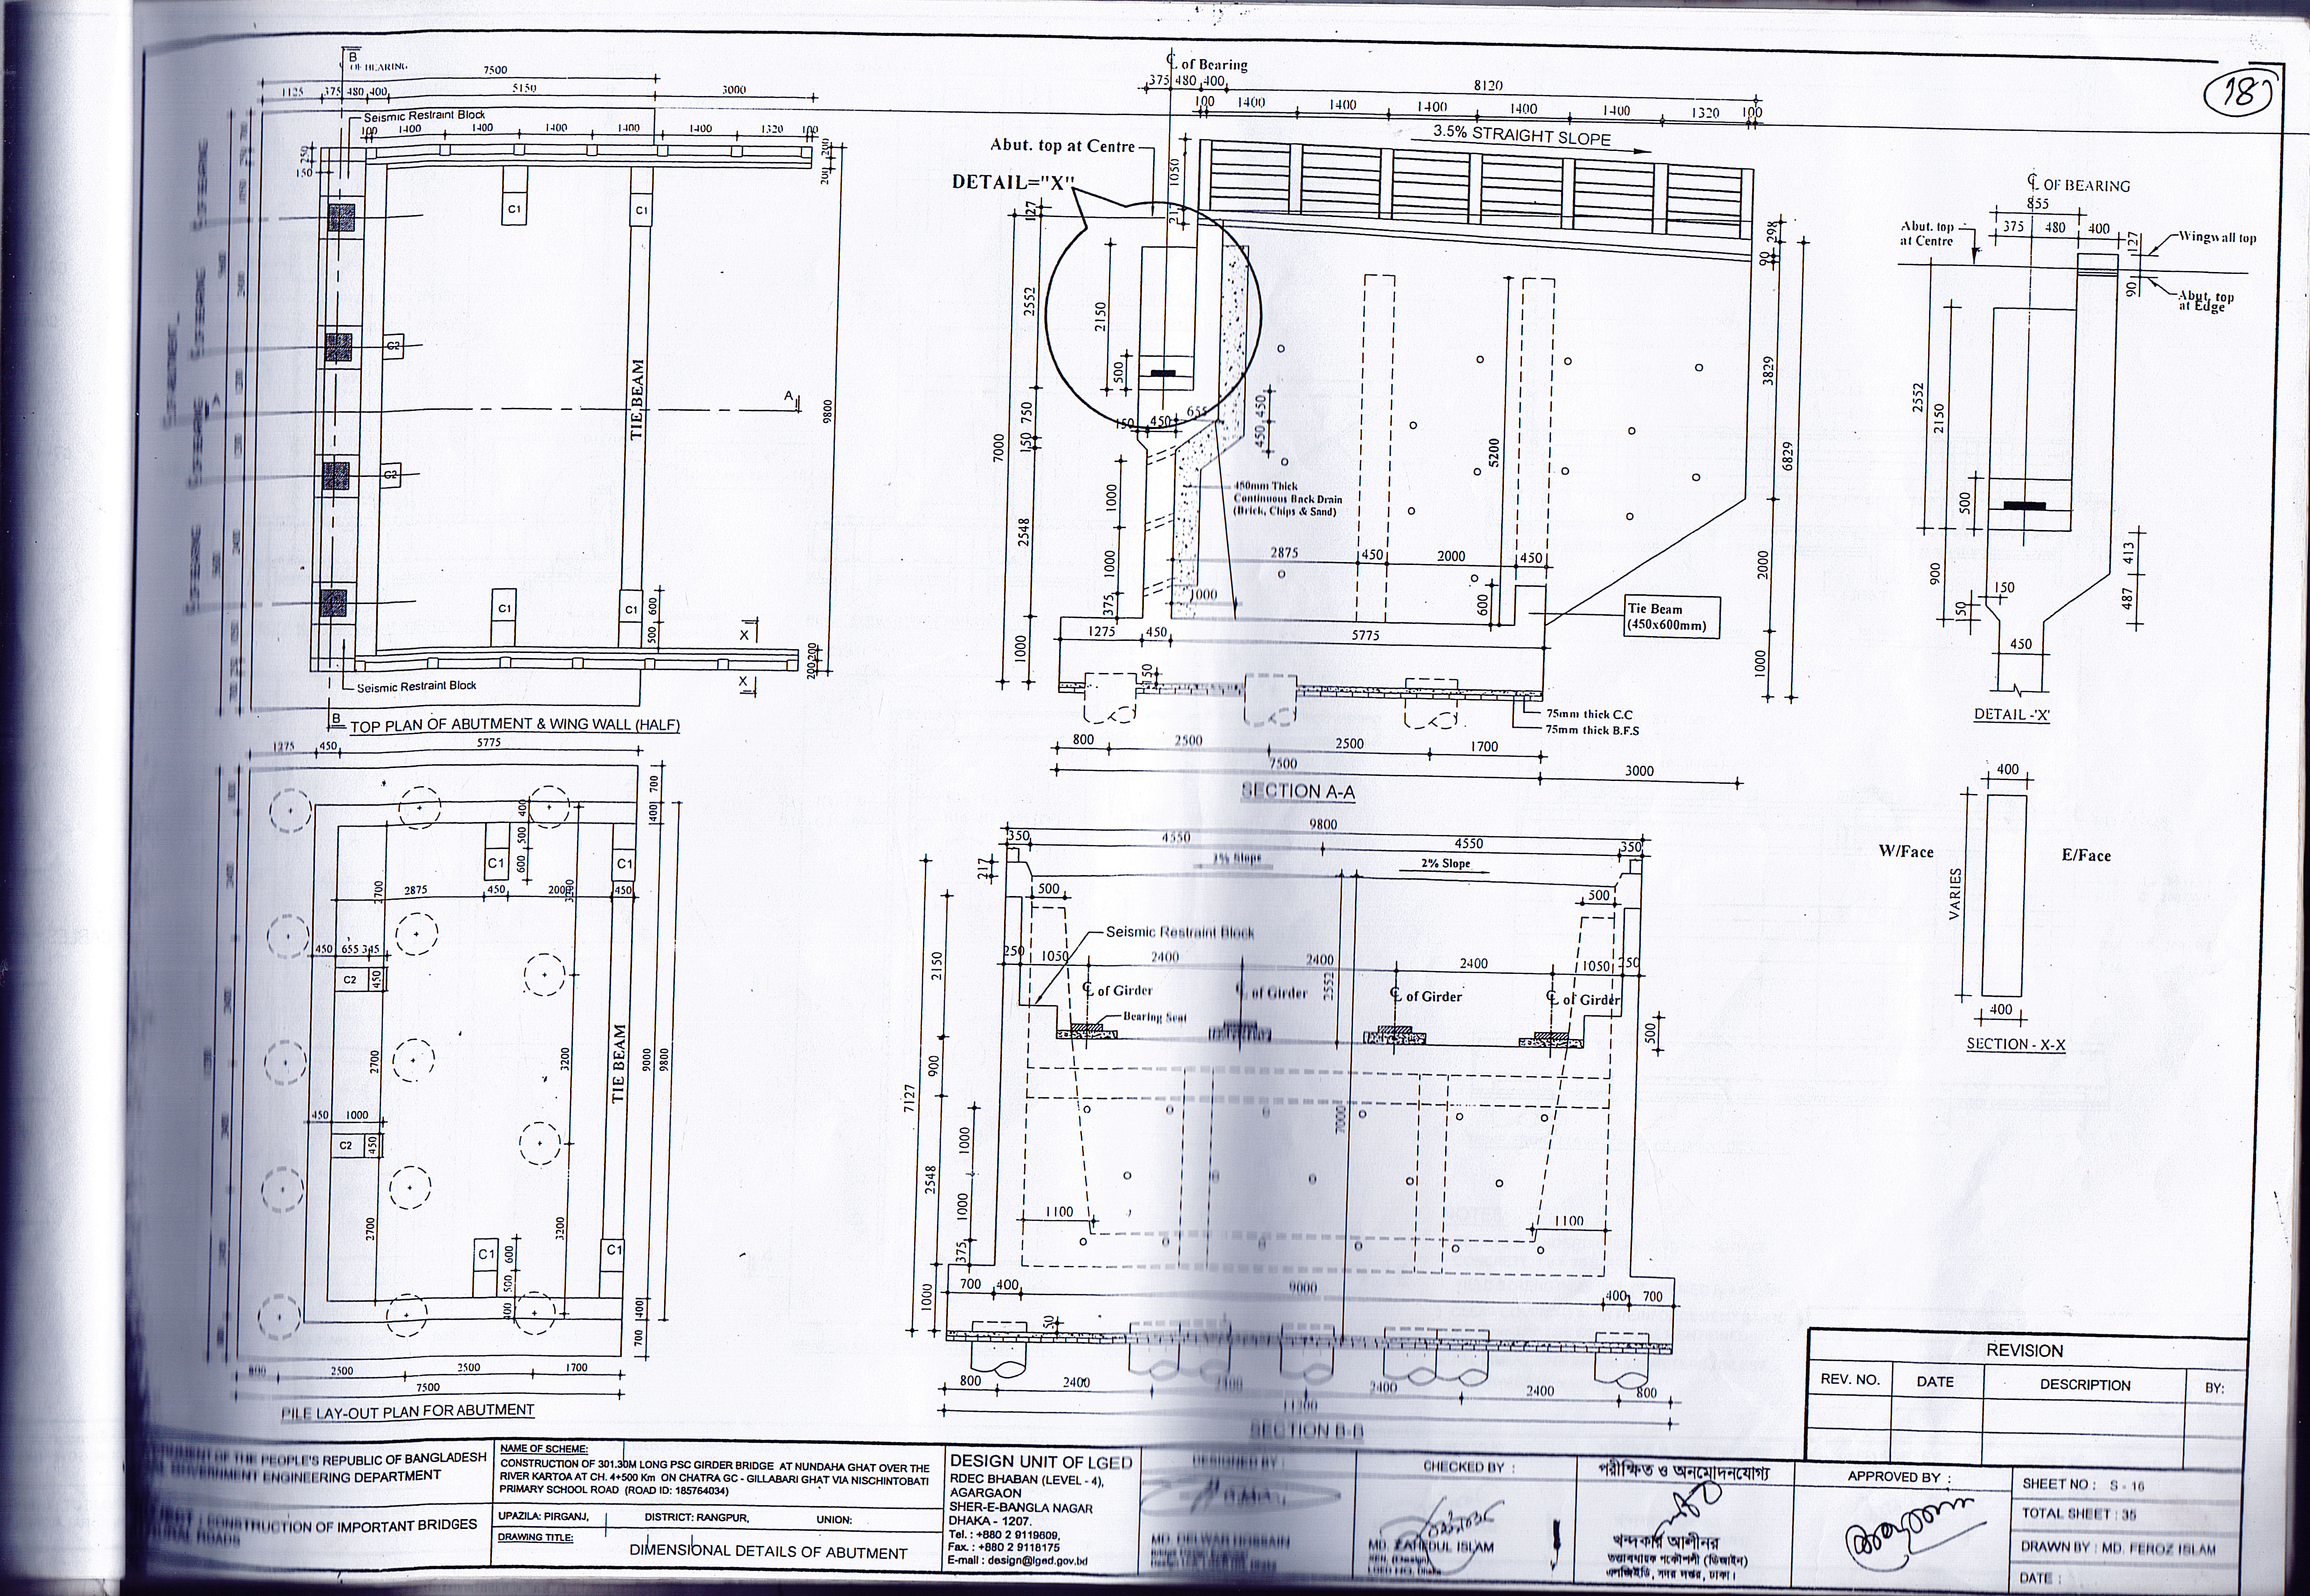 18
B
℄ OF BEARING
7500
1125 375 480 400 5150 3000
Seismic Restraint Block
100 1400 1400 1400 1400 1400 1320 100
250
150
200
200
C1 C1
C2
A
TIE BEAM
9800
C2
C1 C1
600
500
X
X
200 200
Seismic Restraint Block
B
TOP PLAN OF ABUTMENT & WING WALL (HALF)
℄ of Bearing
375 480 400 8120
100 1400 1400 1400 1400 1400 1320 100
3.5% STRAIGHT SLOPE
Abut. top at Centre
DETAIL="X"
1050
217
127
2552
2150
500
750
150
7000
2548
1000
1000
375
1000
150 450 655
450 450
450mm Thick
Continuous Back Drain
(Brick, Chips & Sand)
5200
2875 450 2000 450
1000
600
Tie Beam
(450x600mm)
298
90
3829
6829
2000
1000
1275 450 5775
150
75mm thick C.C
75mm thick B.F.S
800 2500 2500 1700
7500 3000
SECTION A-A
℄ OF BEARING
855
375 480 400
Abut. top
at Centre
127
Wingwall top
90
Abut. top
at Edge
2552
2150
500
900
150
150
413
487
450
DETAIL -'X'
400
W/Face
E/Face
VARIES
400
SECTION - X-X
1275 450 5775
700
400
400
500
600
C1 C1
2700
2875 450 2000 450
3200
450 655 345
C2 450
2700
3200
TIE BEAM
9000
9800
450 1000
C2 450
2700
3200
C1 C1
600
500
400
400
700
800 2500 2500 1700
7500
PILE LAY-OUT PLAN FOR ABUTMENT
9800
350 4550 4550 350
217
2% Slope 2% Slope
500 500
Seismic Restraint Block
250 1050 2400 2400 2400 1050 250
℄ of Girder ℄ of Girder ℄ of Girder ℄ of Girder
Bearing Seat
2150
2552
500
900
7127
7000
2548
1000
1000
375
1000
1100 1100
700 400 9000 400 700
800 2400 2400 2400 800
SECTION B-B
REVISION
REV. NO. DATE DESCRIPTION BY:
PEOPLE'S REPUBLIC OF BANGLADESH
GOVERNMENT ENGINEERING DEPARTMENT
CONSTRUCTION OF IMPORTANT BRIDGES
RURAL ROADS
NAME OF SCHEME:
CONSTRUCTION OF 301.30M LONG PSC GIRDER BRIDGE AT NUNDAHA GHAT OVER THE
RIVER KARTOA AT CH. 4+500 Km ON CHATRA GC - GILLABARI GHAT VIA NISCHINTOBATI
PRIMARY SCHOOL ROAD (ROAD ID: 185764034)
UPAZILA: PIRGANJ, DISTRICT: RANGPUR, UNION:
DRAWING TITLE:
DIMENSIONAL DETAILS OF ABUTMENT
DESIGN UNIT OF LGED
RDEC BHABAN (LEVEL - 4),
AGARGAON
SHER-E-BANGLA NAGAR
DHAKA - 1207.
Tel. : +880 2 9119609,
Fax. : +880 2 9118175
E-mail : design@lged.gov.bd
DESIGNED BY :
MD. DELWAR HOSSAIN
CHECKED BY :
MD. ZAHEDUL ISLAM
পরীক্ষিত ও অনুমোদনযোগ্য
তত্ত্বাবধায়ক প্রকৌশলী (ডিজাইন)
এলজিইডি, সদর দপ্তর, ঢাকা।
APPROVED BY :
SHEET NO : S - 16
TOTAL SHEET : 35
DRAWN BY : MD. FEROZ ISLAM
DATE :